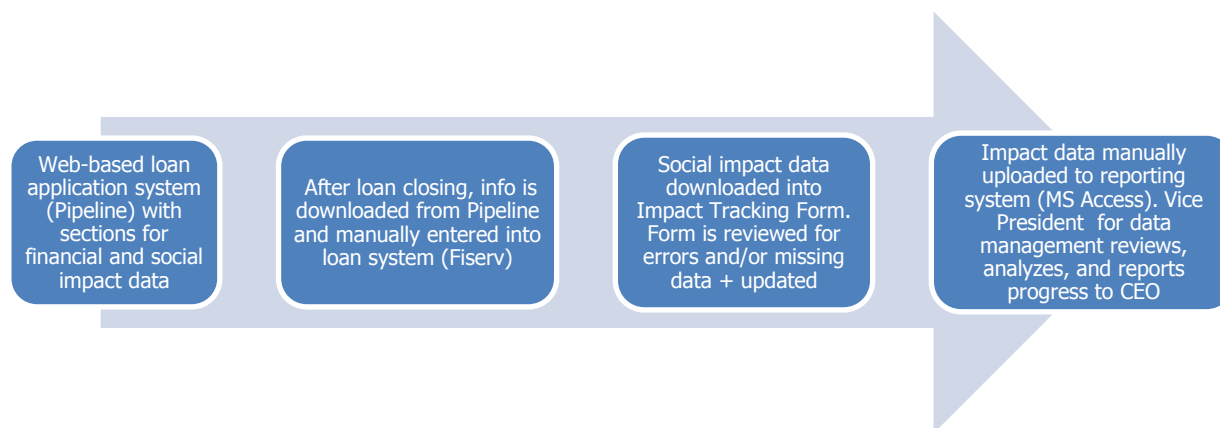 Web-based loan
application system
(Pipeline) with
sections for
financial and social
impact data
After loan closing, info is
downloaded from Pipeline
and manually entered into
loan system (Fiserv)
Social impact data
downloaded into
Impact Tracking Form.
Form is reviewed for
errors and/or missing
data + updated
Impact data manually
uploaded to reporting
system (MS Access). Vice
President  for data
management reviews,
analyzes, and reports
progress to CEO